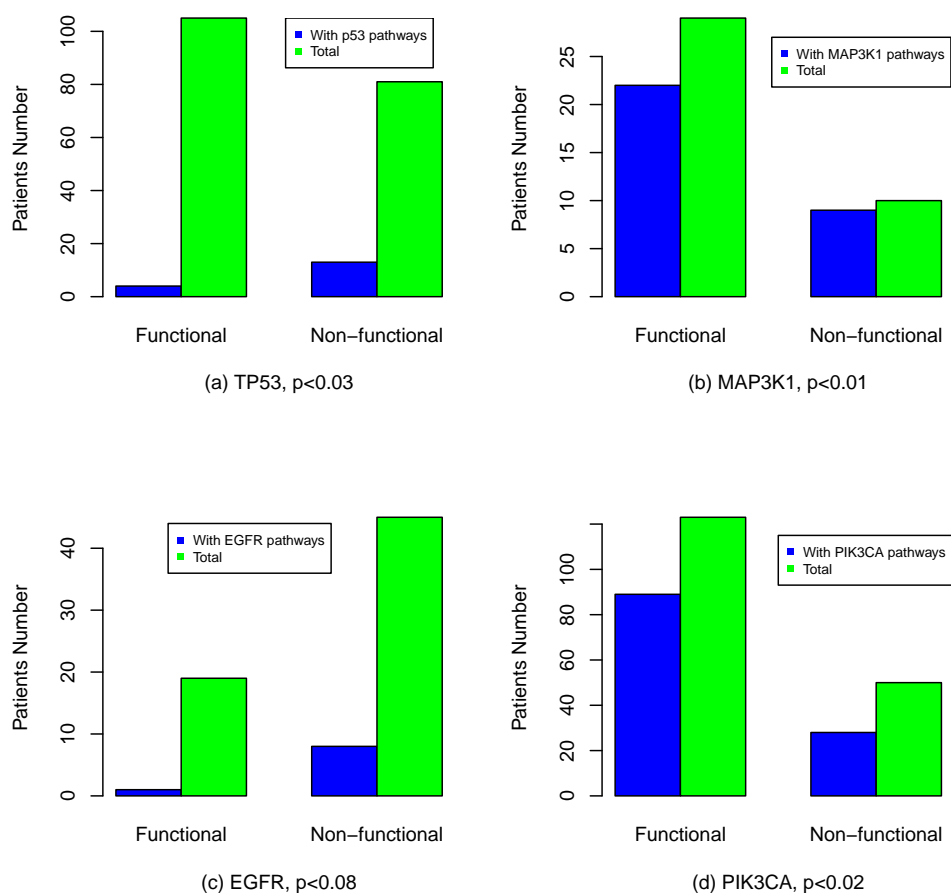 With p53 pathways
Total
Patients Number
0
20
40
60
80
100
Functional
Non−functional
(a) TP53, p<0.03
With MAP3K1 pathways
Total
Patients Number
0
5
10
15
20
25
Functional
Non−functional
(b) MAP3K1, p<0.01
With EGFR pathways
Total
Patients Number
0
10
20
30
40
Functional
Non−functional
(c) EGFR, p<0.08
With PIK3CA pathways
Total
Patients Number
0
20
40
60
80
100
Functional
Non−functional
(d) PIK3CA, p<0.02